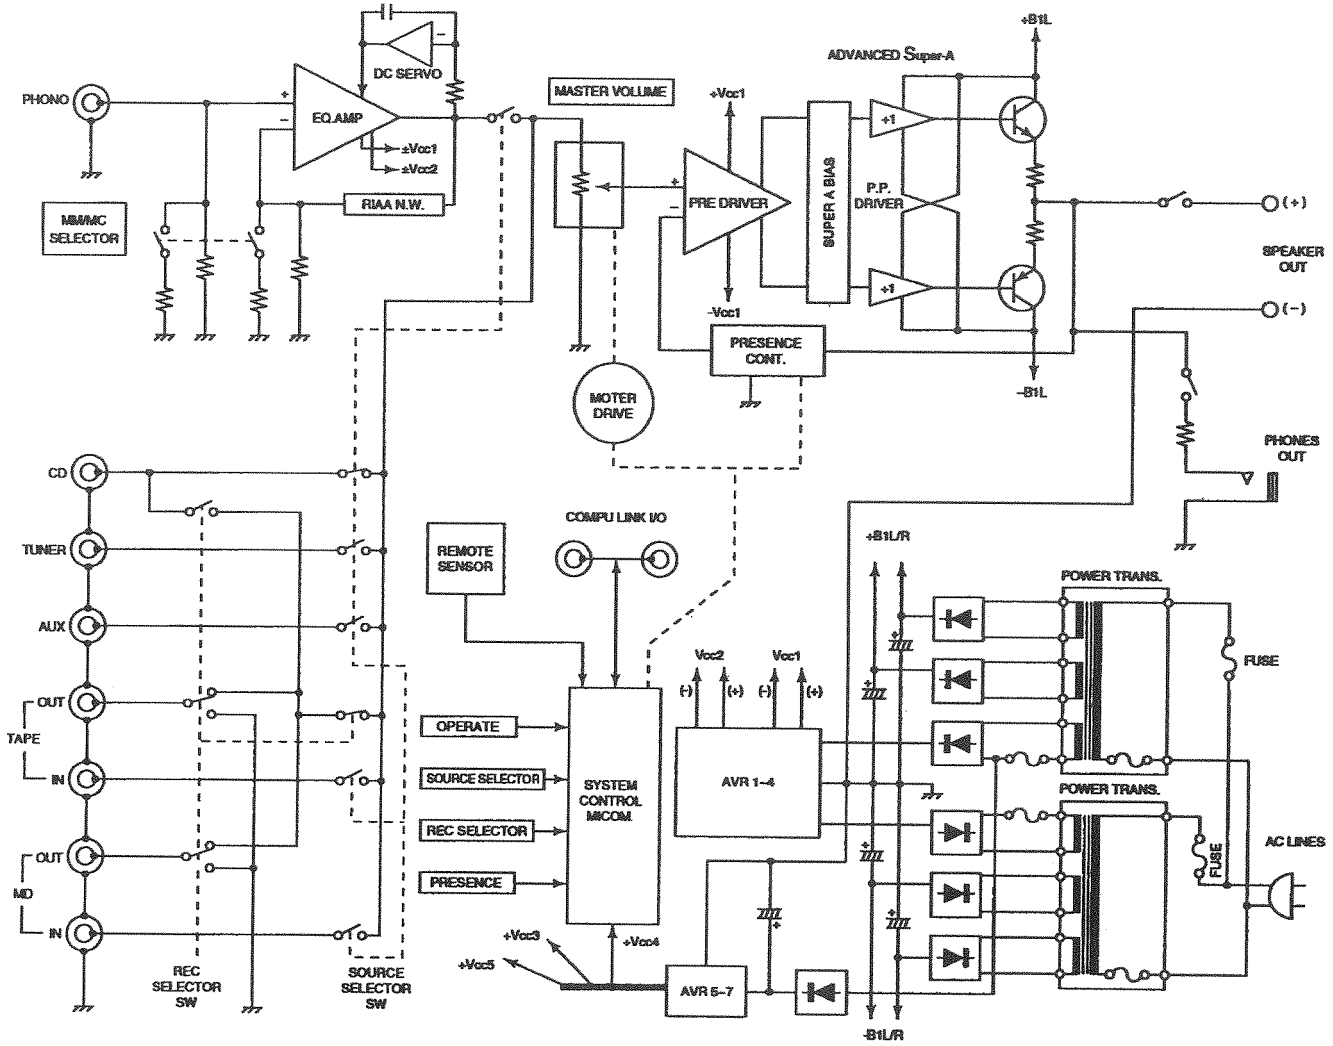 +B1L
ADVANCED Super-A
DC SERVO
PHONO
+
−
EQ.AMP
−
MASTER VOLUME
+Vcc1
+1
±Vcc1
±Vcc2
RIAA N.W.
MM/MC
SELECTOR
+
−
PRE DRIVER
SUPER A BIAS
P.P.
DRIVER
(+)
SPEAKER
OUT
+1
(−)
-Vcc1
PRESENCE
CONT.
-B1L
MOTER
DRIVE
PHONES
OUT
CD
TUNER
AUX
OUT
TAPE
IN
OUT
MD
IN
REC
SELECTOR
SW
SOURCE
SELECTOR
SW
REMOTE
SENSOR
COMPU LINK I/O
OPERATE
SOURCE SELECTOR
REC SELECTOR
PRESENCE
SYSTEM
CONTROL
MICOM.
+Vcc3
+Vcc5
+Vcc4
Vcc2
Vcc1
(-)
(+)
(-)
(+)
AVR 1-4
AVR 5-7
+
+B1L/R
+
+
+
+
-B1L/R
POWER TRANS.
FUSE
POWER TRANS.
FUSE
AC LINES